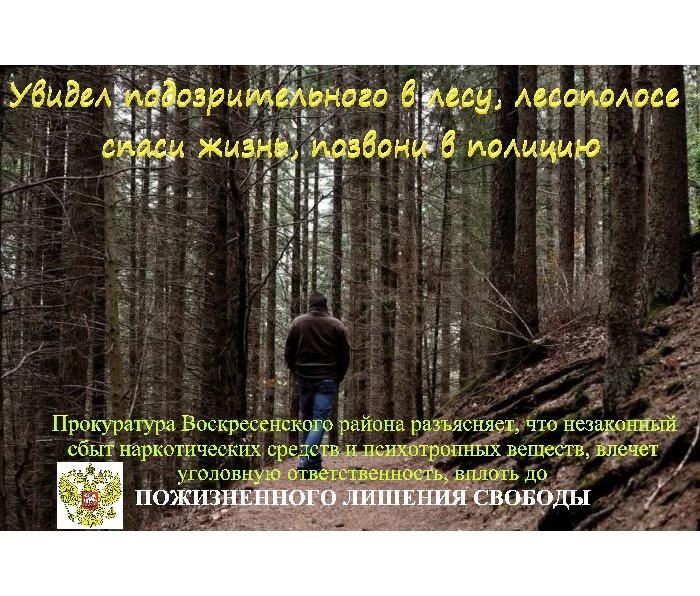 Увидел подозрительного в лесу, лесополосе
спаси жизнь, позвони в полицию
Прокуратура Воскресенского района разъясняет, что незаконный
сбыт наркотических средств и психотропных веществ, влечет
уголовную ответственность, вплоть до
ПОЖИЗНЕННОГО ЛИШЕНИЯ СВОБОДЫ